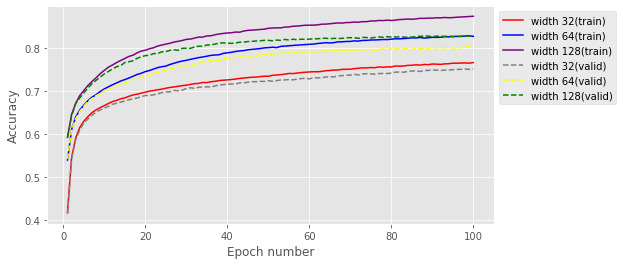 0.8
0.7
0.6
0.5
0.4
Accuracy
0
20
40
60
80
100
Epoch number
width 32(train)
width 64(train)
width 128(train)
width 32(valid)
width 64(valid)
width 128(valid)